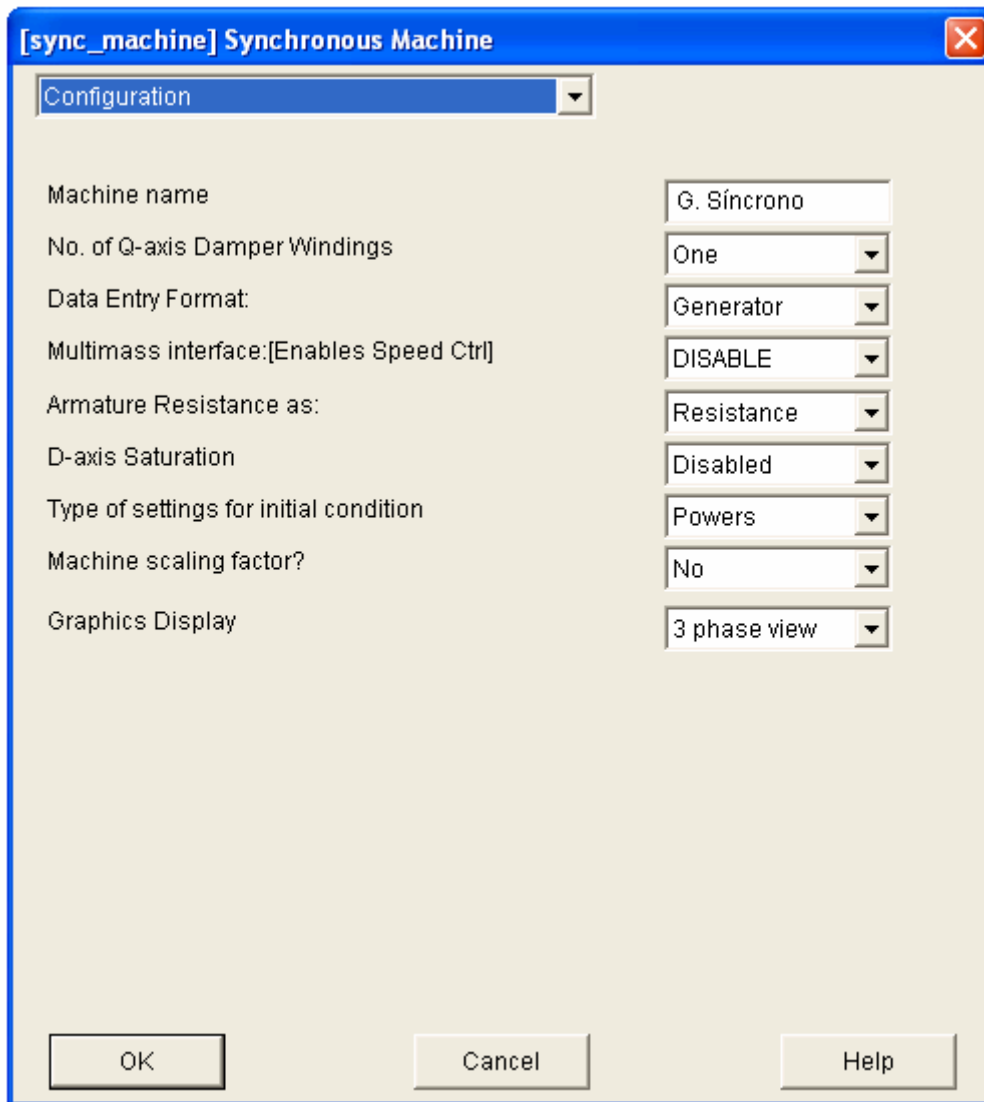 [sync_machine] Synchronous Machine
Configuration
Machine name G. Síncrono
No. of Q-axis Damper Windings One
Data Entry Format: Generator
Multimass interface:[Enables Speed Ctrl] DISABLE
Armature Resistance as: Resistance
D-axis Saturation Disabled
Type of settings for initial condition Powers
Machine scaling factor? No
Graphics Display 3 phase view
OK Cancel Help